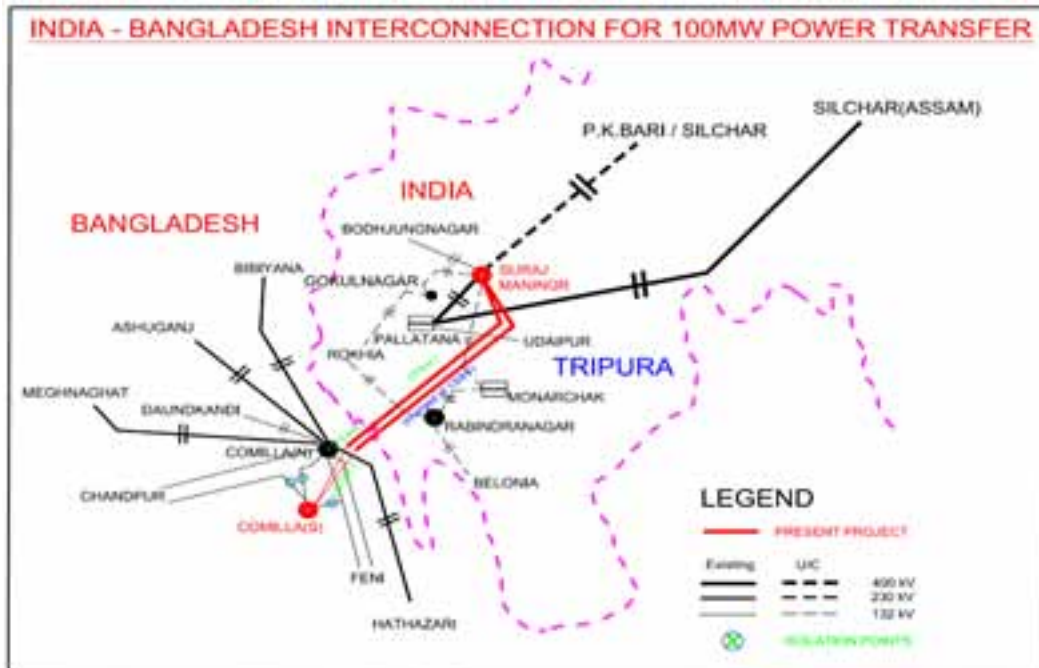 INDIA - BANGLADESH INTERCONNECTION FOR 100MW POWER TRANSFER
SILCHAR(ASSAM)
P.K.BARI / SILCHAR
INDIA
BANGLADESH
BODHJUNGNAGAR
BIBIYANA
GOKULNAGAR
SURAJ
MANINGR
ASHUGANJ
PALLATANA
UDAIPUR
ROKHIA
TRIPURA
MEGHNAGHAT
MONARCHAK
DAUNDKANDI
RABINDRANAGAR
COMILLA(N)
CHANDPUR
BELONIA
COMILLA(S)
FENI
HATHAZARI
LEGEND
PRESENT PROJECT
Existing U/C
400 kV
230 kV
132 kV
ISOLATION POINTS